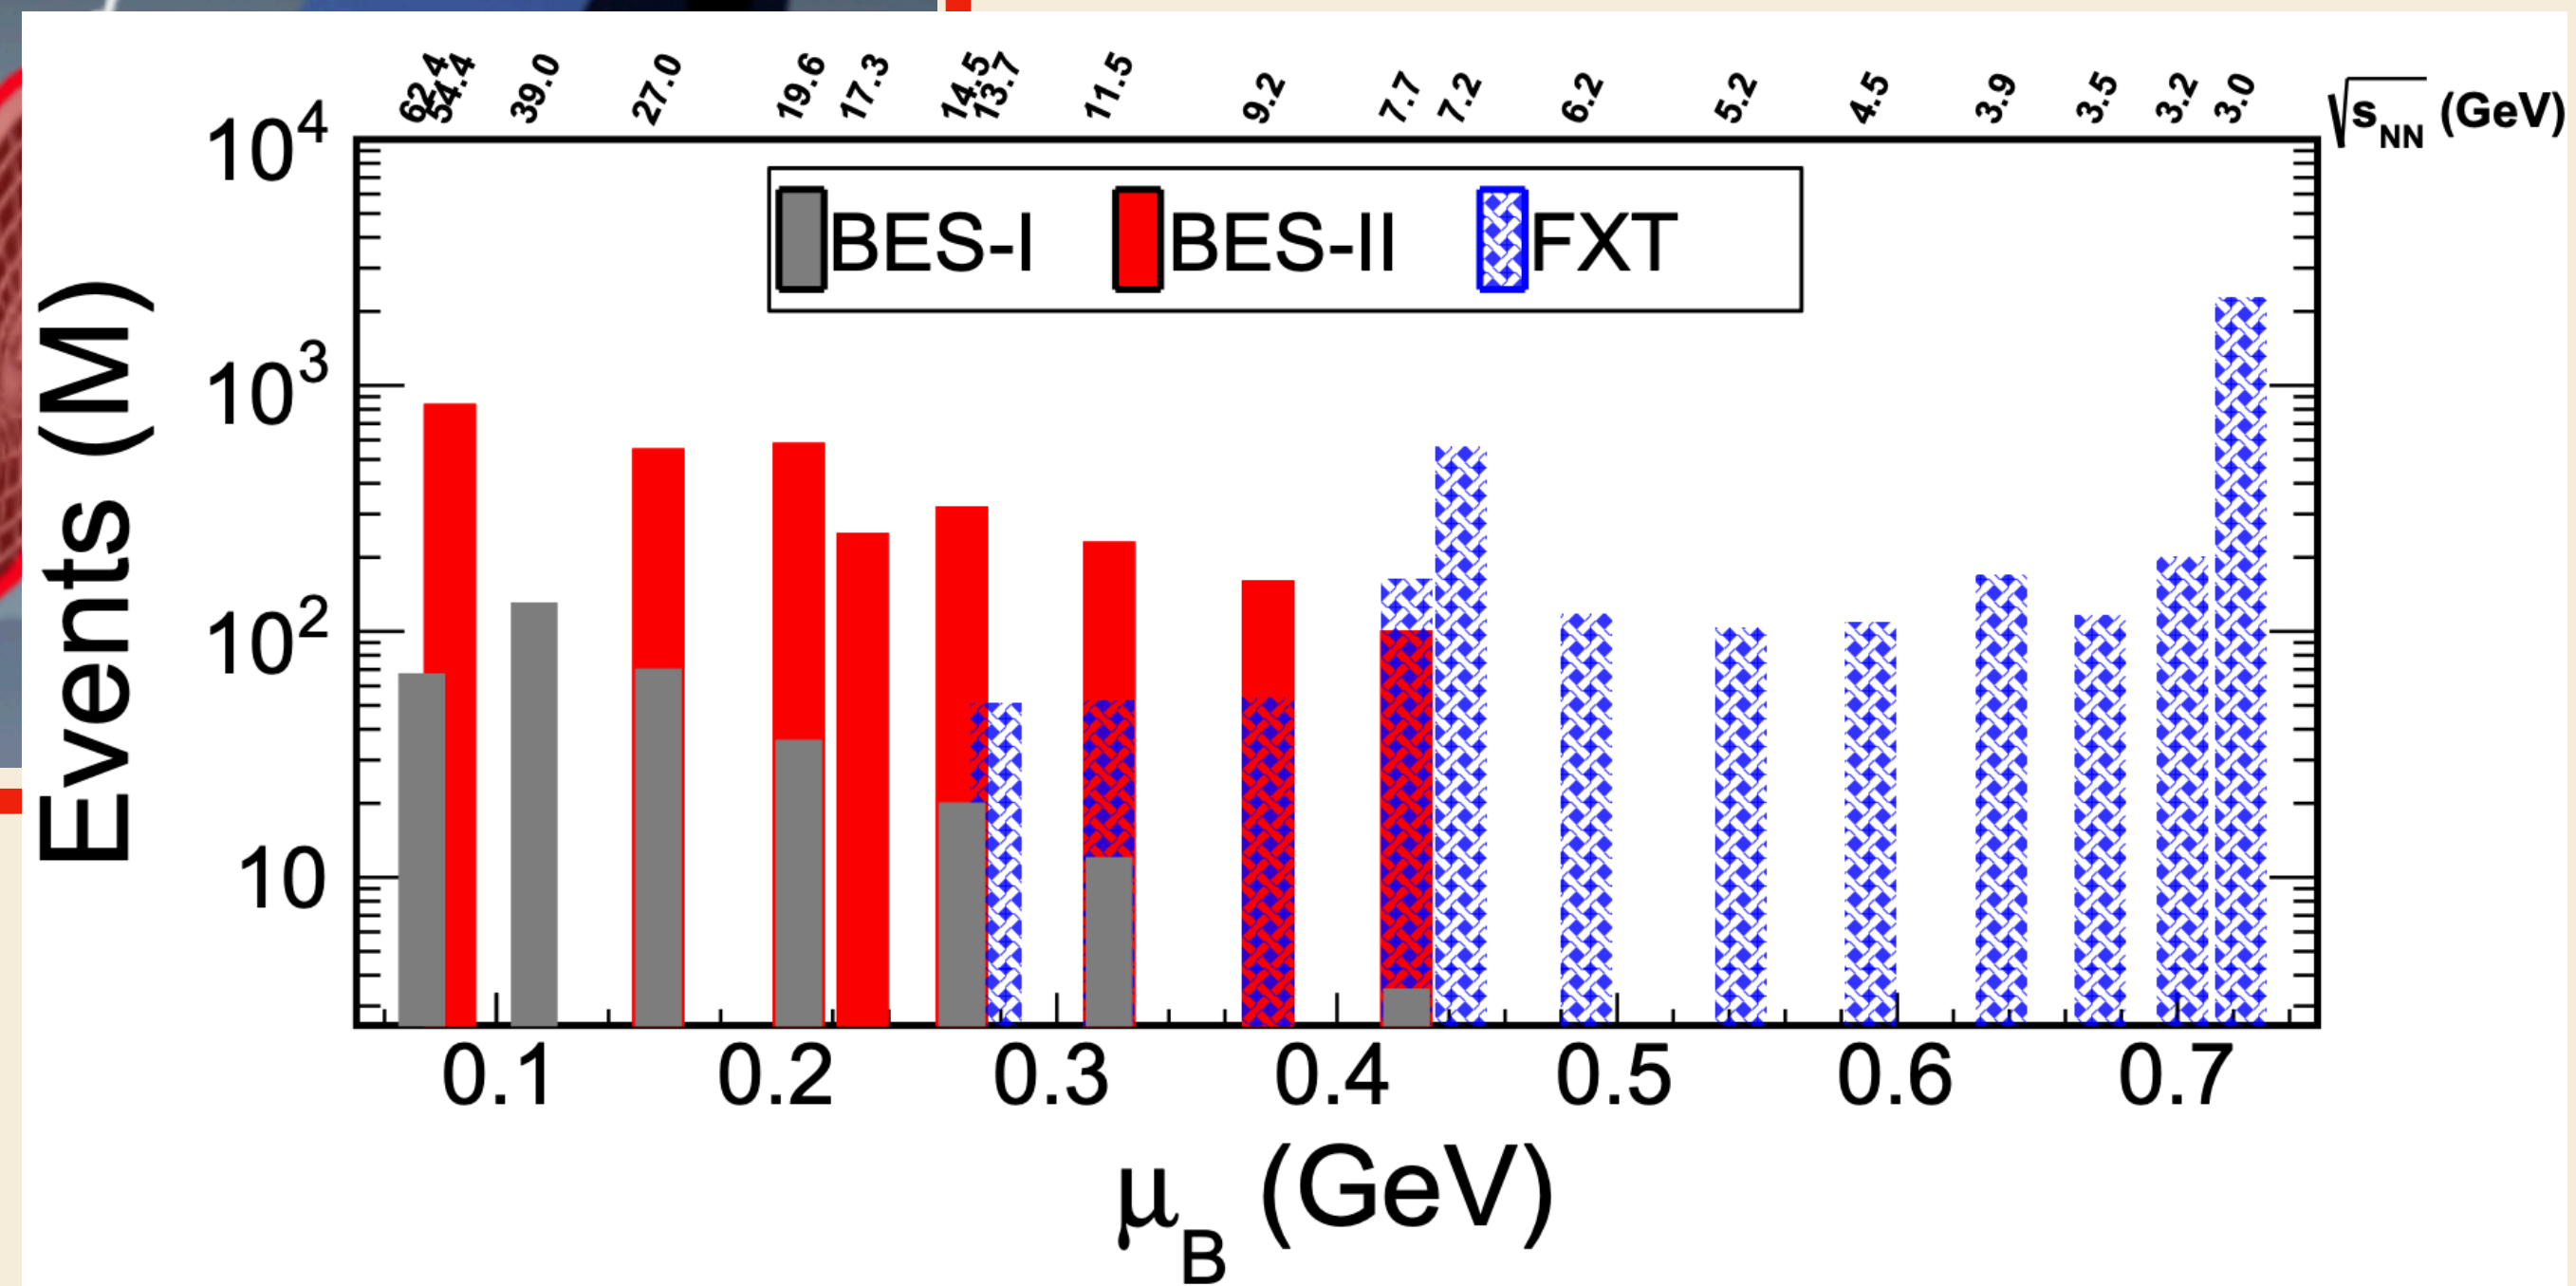 62.4 54.4 39.0 27.0 19.6 17.3 14.5 13.7 11.5 9.2 7.7 7.2 6.2 5.2 4.5 3.9 3.5 3.2 3.0 √s_NN (GeV)
BES-I BES-II FXT
Events (M)
10^4
10^3
10^2
10
0.1 0.2 0.3 0.4 0.5 0.6 0.7
μ_B (GeV)